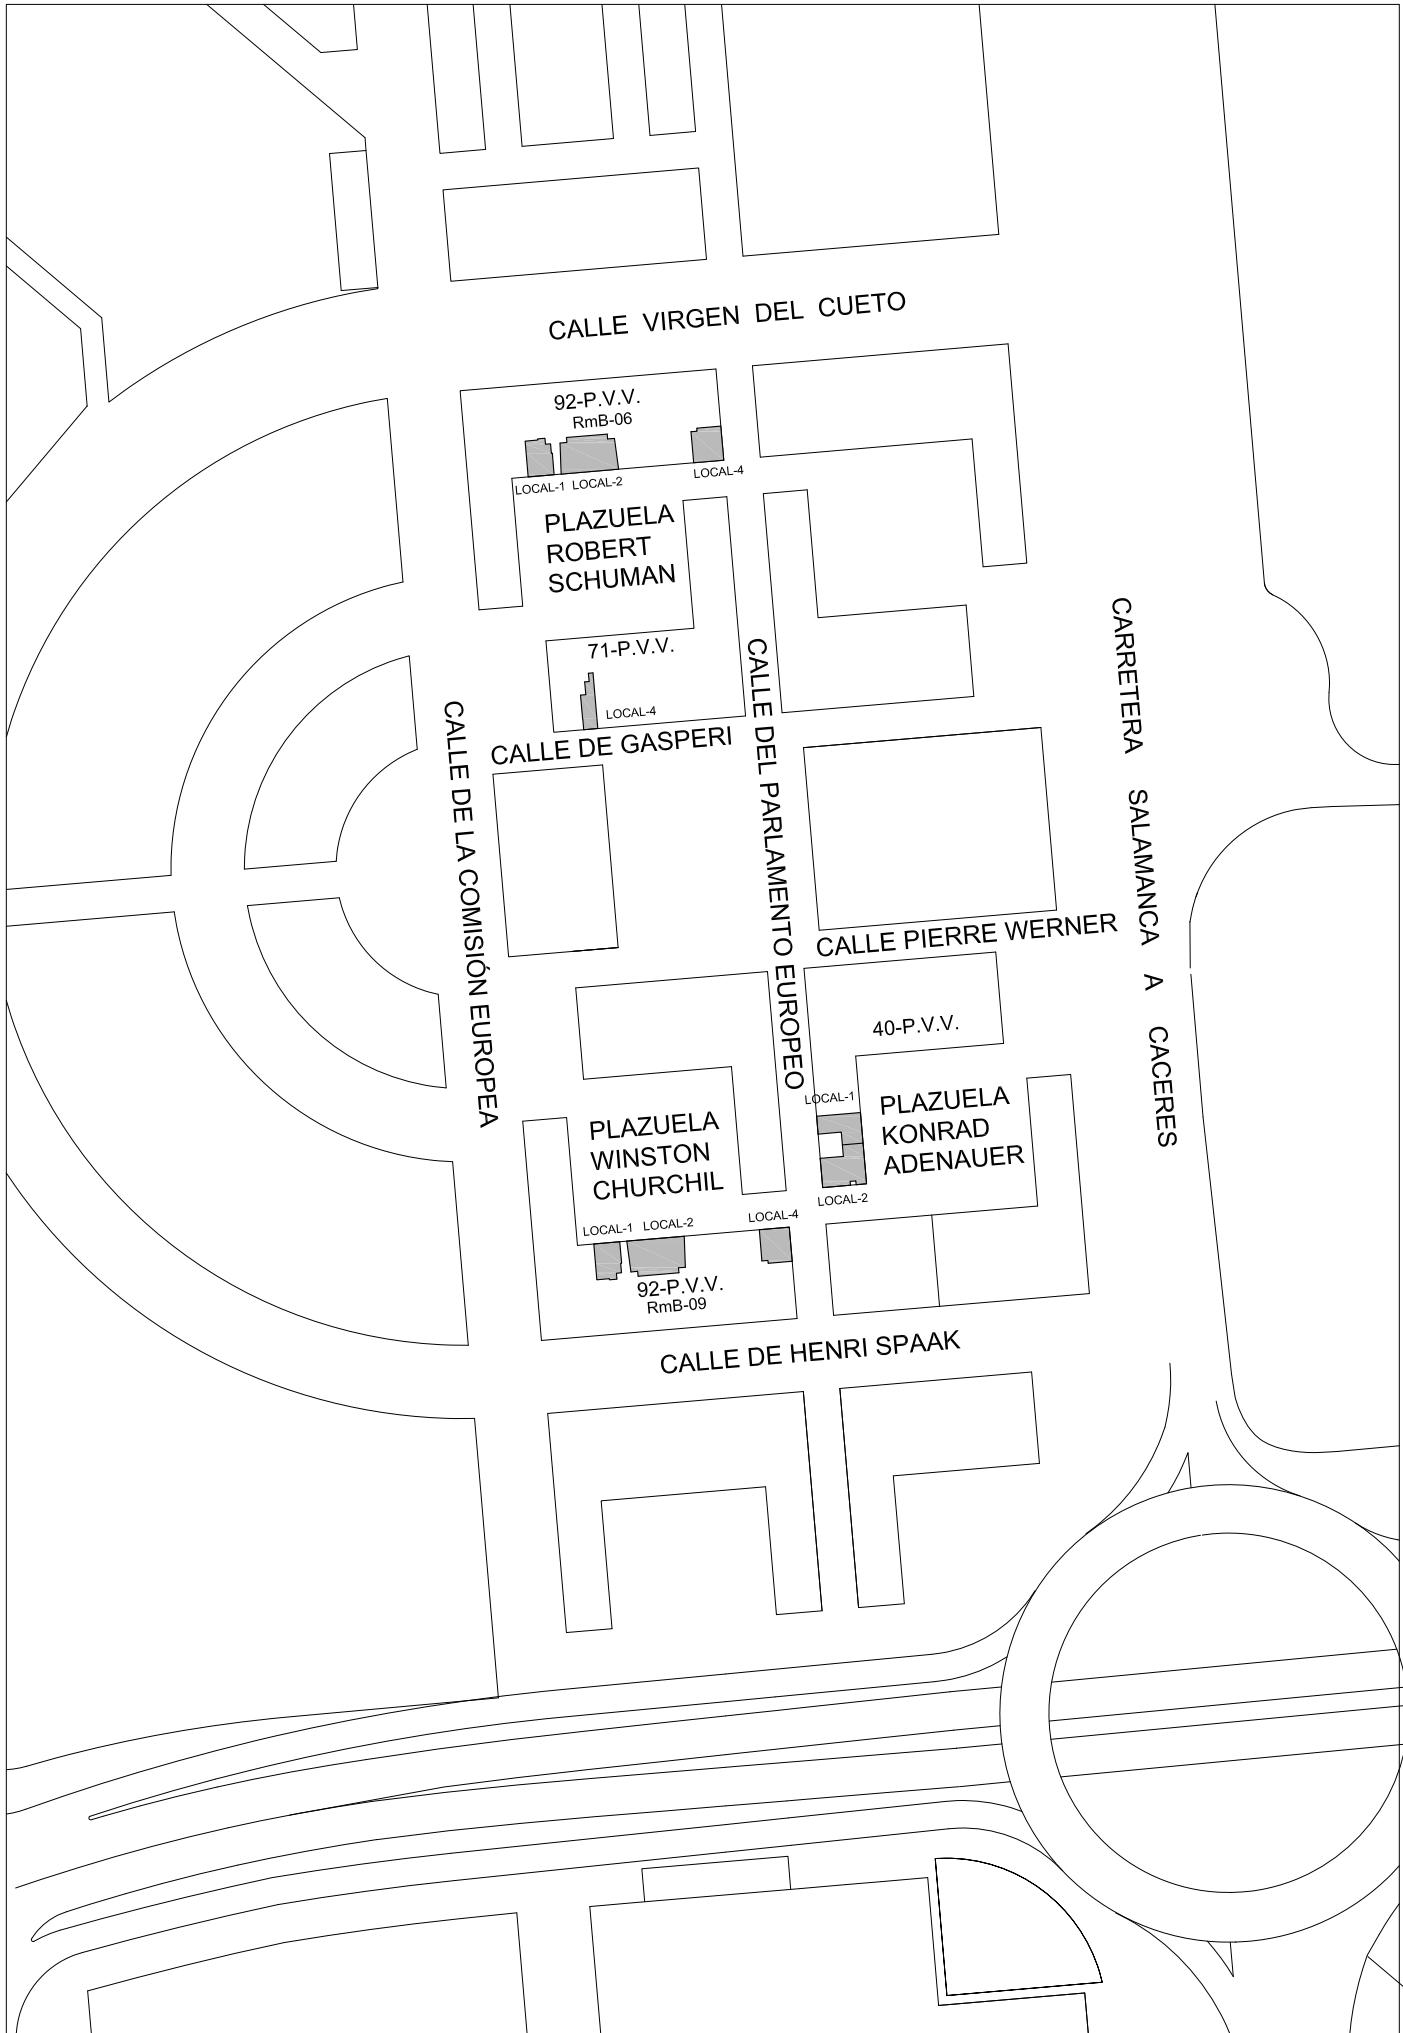 CALLE VIRGEN DEL CUETO
92-P.V.V.
RmB-06
LOCAL-1
LOCAL-2
LOCAL-4
PLAZUELA
ROBERT
SCHUMAN
71-P.V.V.
LOCAL-4
CALLE DE GASPERI
CALLE DE LA COMISIÓN EUROPEA
CALLE DEL PARLAMENTO EUROPEO
CARRETERA SALAMANCA A CACERES
CALLE PIERRE WERNER
40-P.V.V.
LOCAL-1
PLAZUELA
KONRAD
ADENAUER
LOCAL-2
PLAZUELA
WINSTON
CHURCHIL
LOCAL-1
LOCAL-2
LOCAL-4
92-P.V.V.
RmB-09
CALLE DE HENRI SPAAK